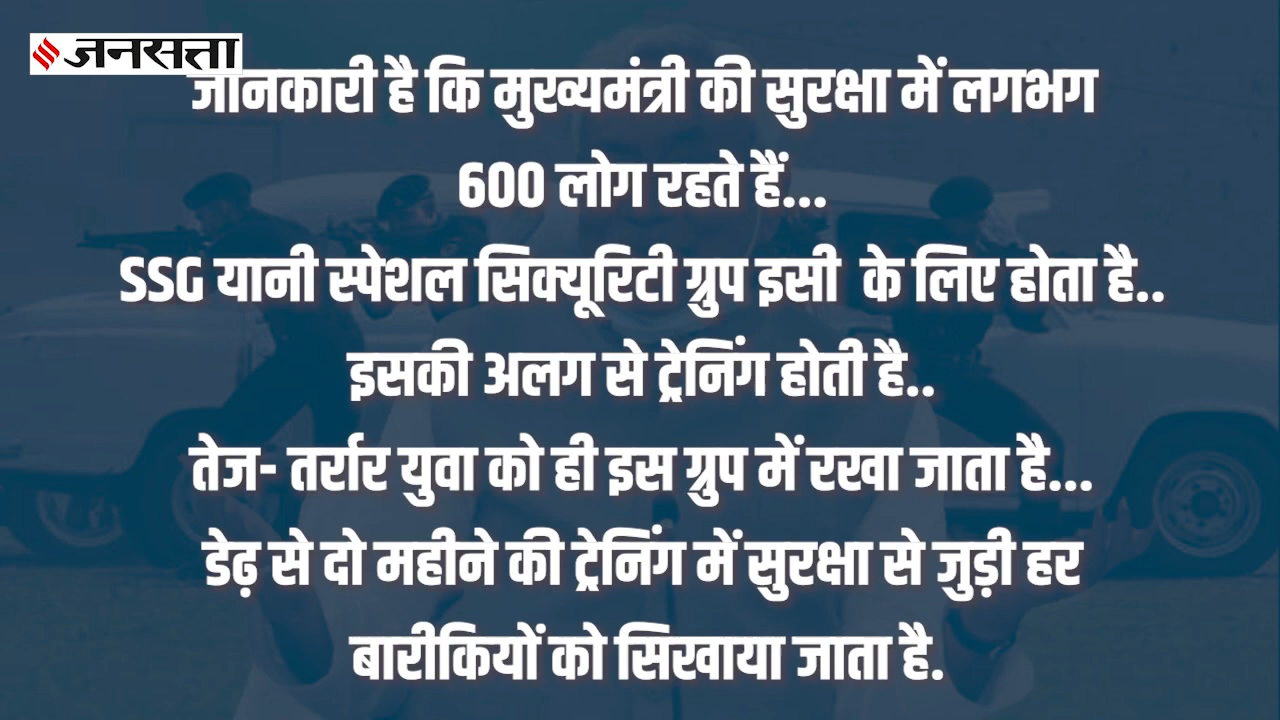 जनसत्ता
जानकारी है कि मुख्यमंत्री की सुरक्षा में लगभग
600 लोग रहते हैं...
SSG यानी स्पेशल सिक्यूरिटी ग्रुप इसी के लिए होता है..
इसकी अलग से ट्रेनिंग होती है..
तेज- तर्रार युवा को ही इस ग्रुप में रखा जाता है...
डेढ़ से दो महीने की ट्रेनिंग में सुरक्षा से जुड़ी हर
बारीकियों को सिखाया जाता है.